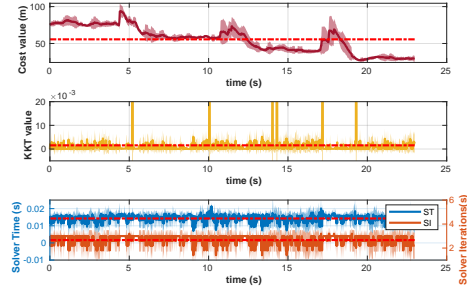 Cost value (m)
100
50
0 5 10 15 20 25
time (s)
×10⁻³
KKT value
20
10
0
0 5 10 15 20 25
time (s)
Solver Time (s)
0.02
0.01
0
-0.01
ST
SI
6
4
2
Solver Iterations(s)
0 5 10 15 20 25
time (s)